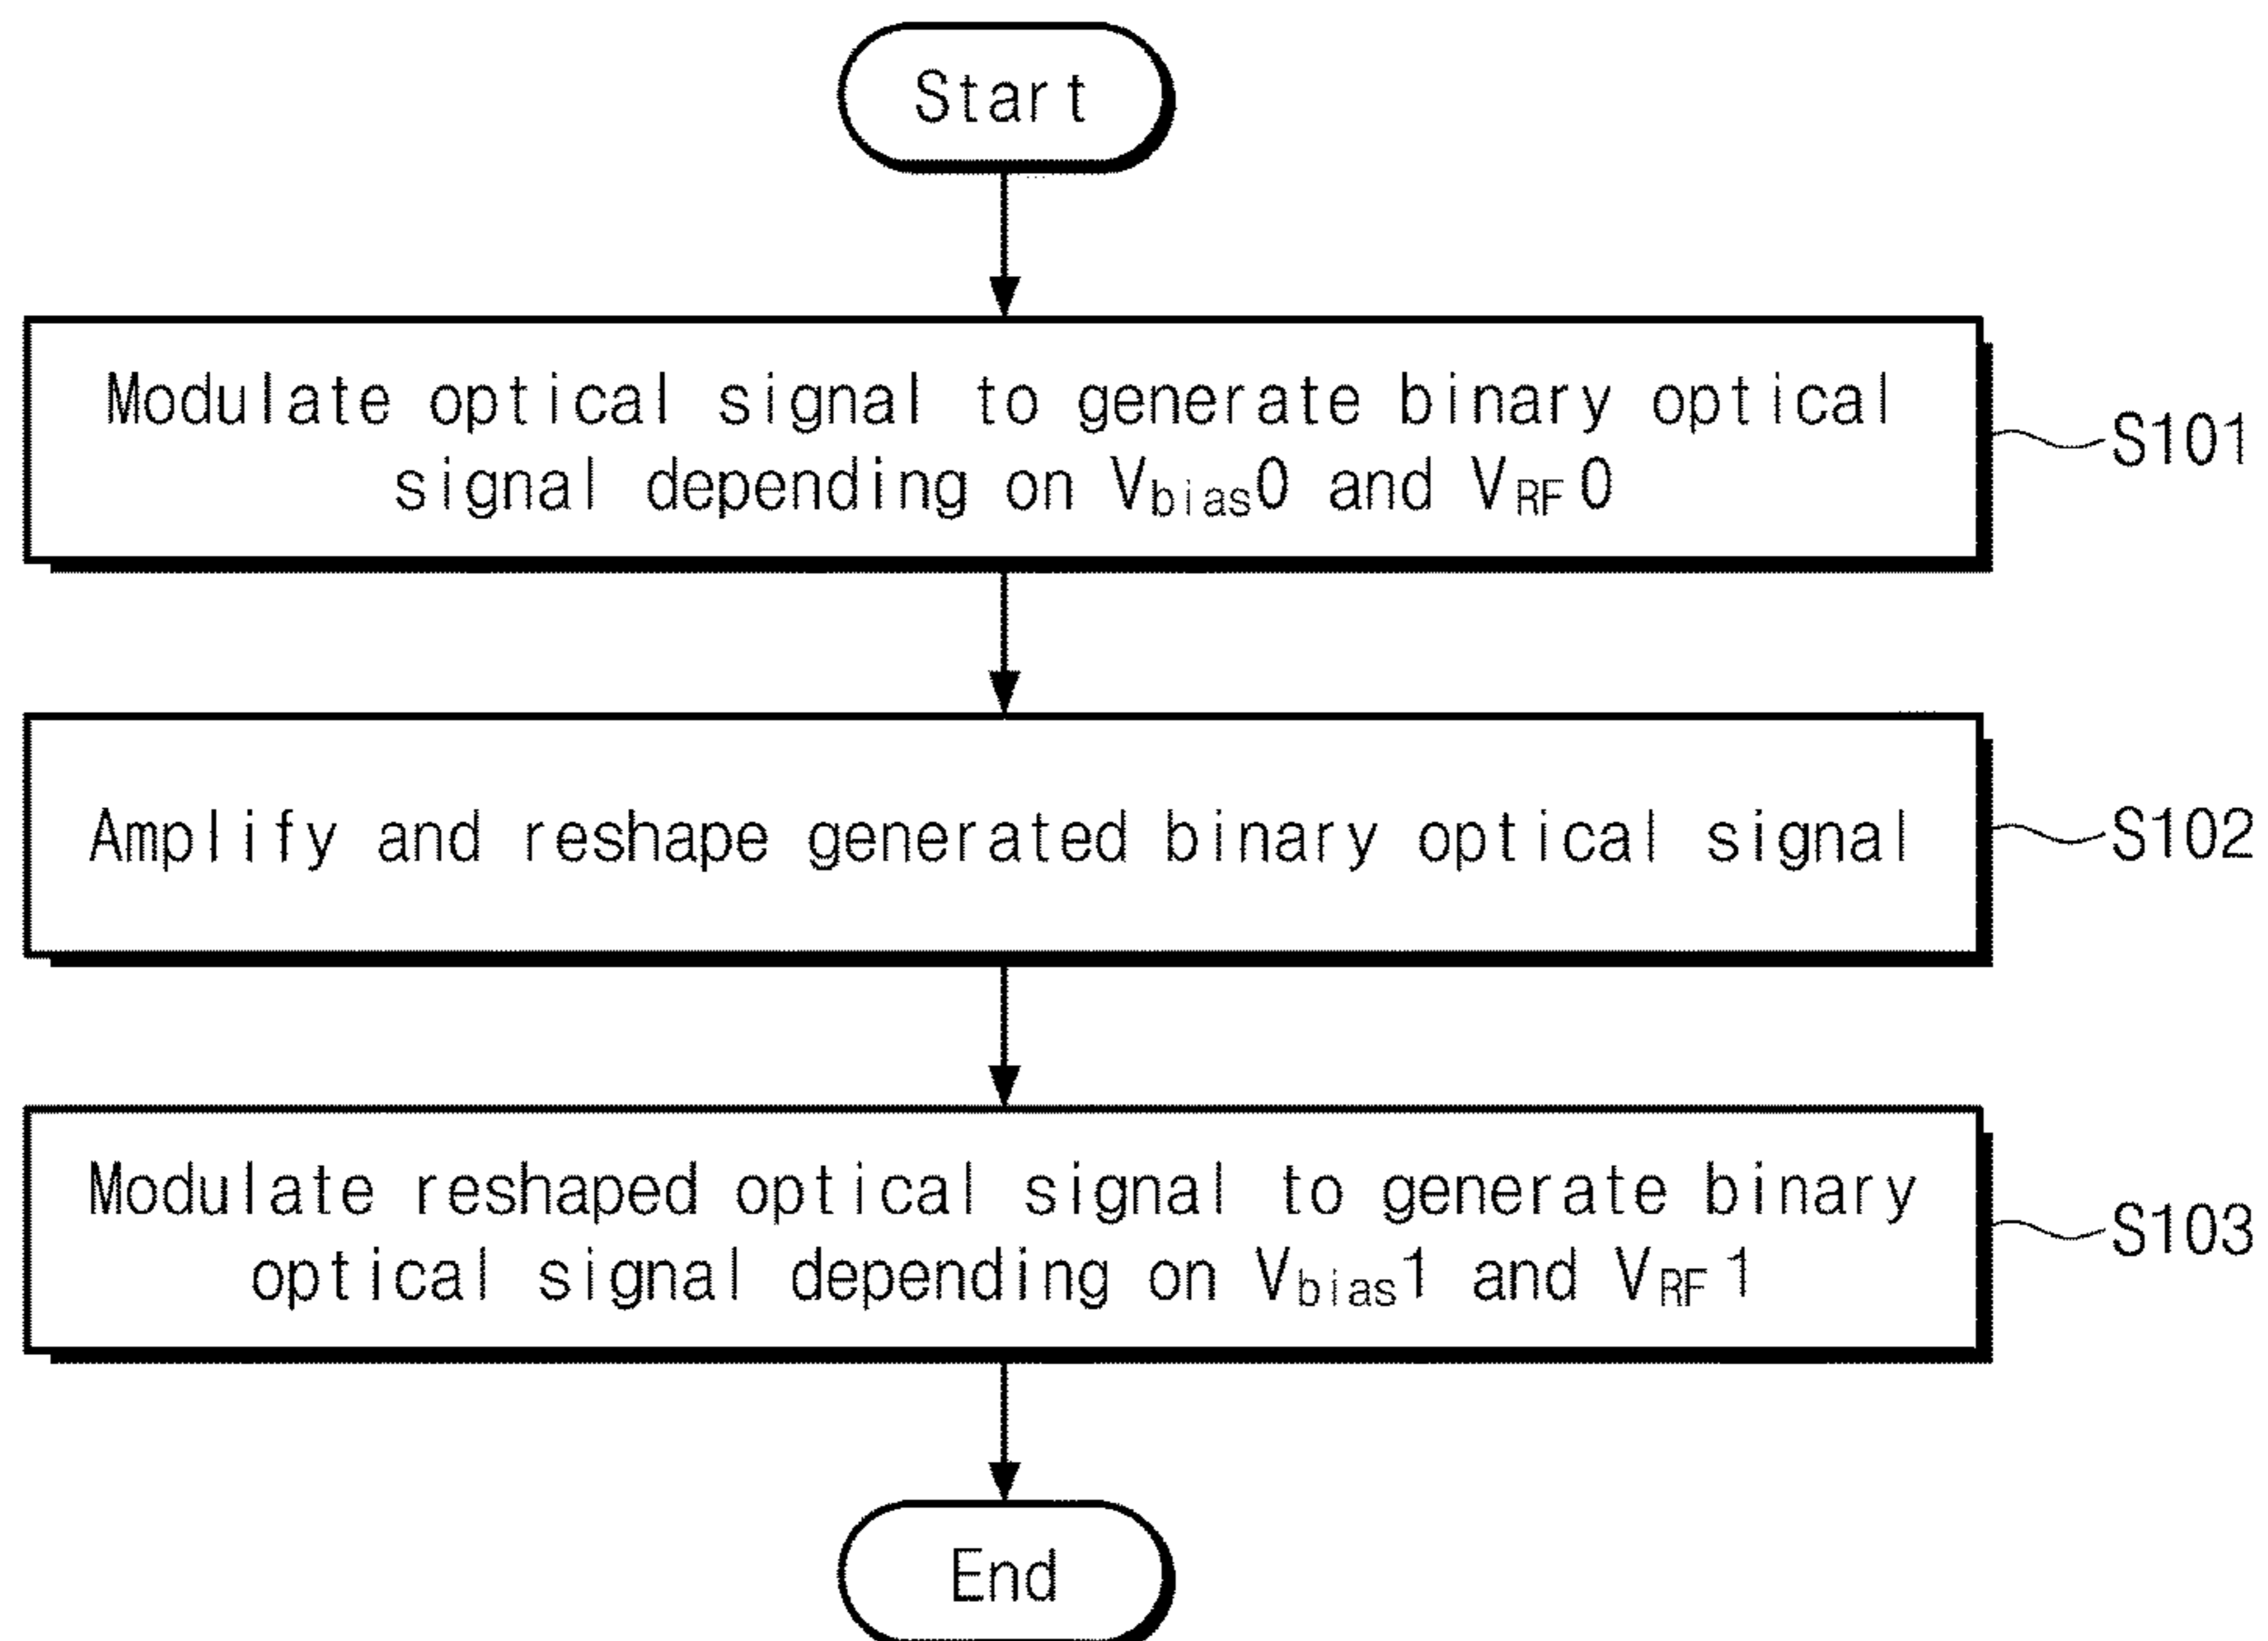 Start
Modulate optical signal to generate binary optical
signal depending on Vbias0 and VRF0
S101
Amplify and reshape generated binary optical signal
S102
Modulate reshaped optical signal to generate binary
optical signal depending on Vbias1 and VRF1
S103
End